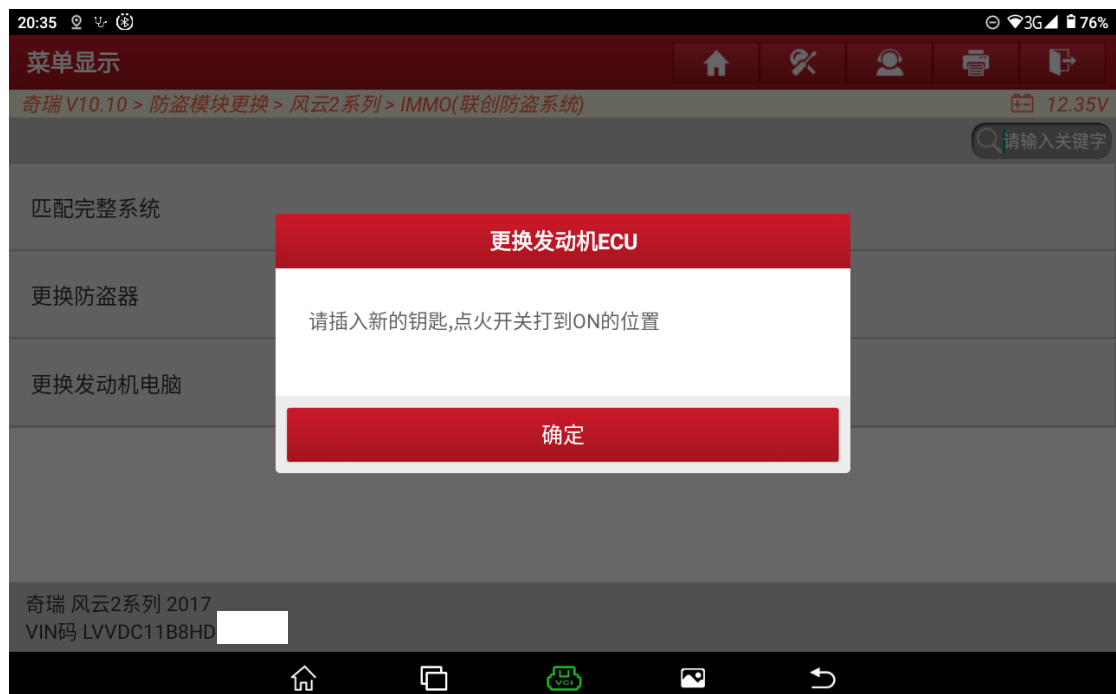 20:35 3G 76%
菜单显示
奇瑞 V10.10 > 防盗模块更换 > 风云2系列 > IMMO(联创防盗系统) 12.35V
请输入关键字
匹配完整系统
更换发动机ECU
更换防盗器
请插入新的钥匙,点火开关打到ON的位置
更换发动机电脑
确定
奇瑞 风云2系列 2017
VIN码 LVVDC11B8HD
VCI